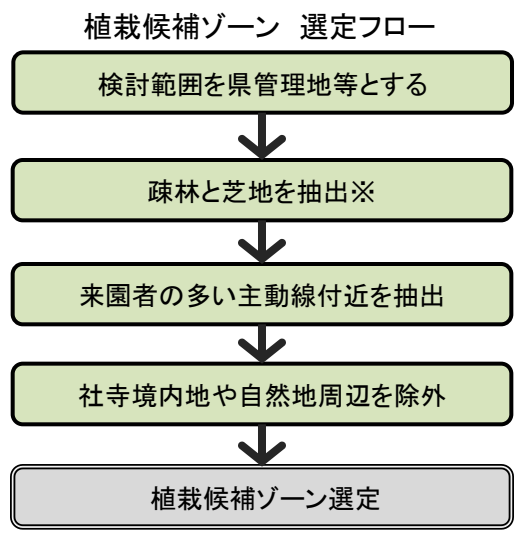 植栽候補ゾーン　選定フロー
検討範囲を県管理地等とする
疎林と芝地を抽出※
来園者の多い主動線付近を抽出
社寺境内地や自然地周辺を除外
植栽候補ゾーン選定